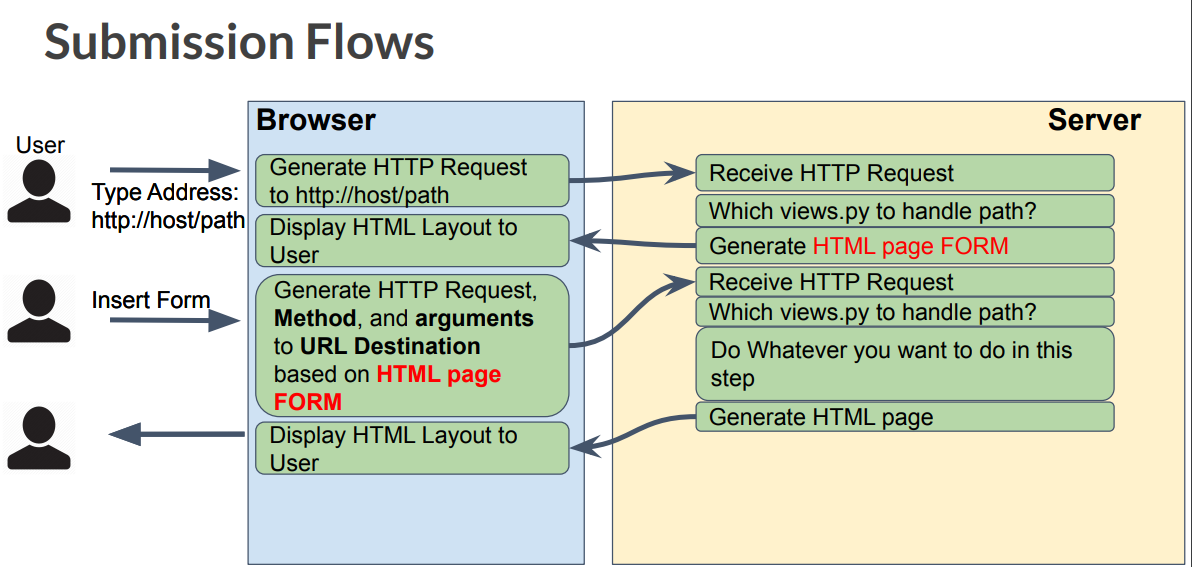 Submission Flows
Browser
Server
User
Type Address:
http://host/path
Generate HTTP Request
to http://host/path
Receive HTTP Request
Which views.py to handle path?
Display HTML Layout to
User
Generate HTML page FORM
Insert Form
Generate HTTP Request,
Method, and arguments
to URL Destination
based on HTML page
FORM
Receive HTTP Request
Which views.py to handle path?
Do Whatever you want to do in this
step
Generate HTML page
Display HTML Layout to
User